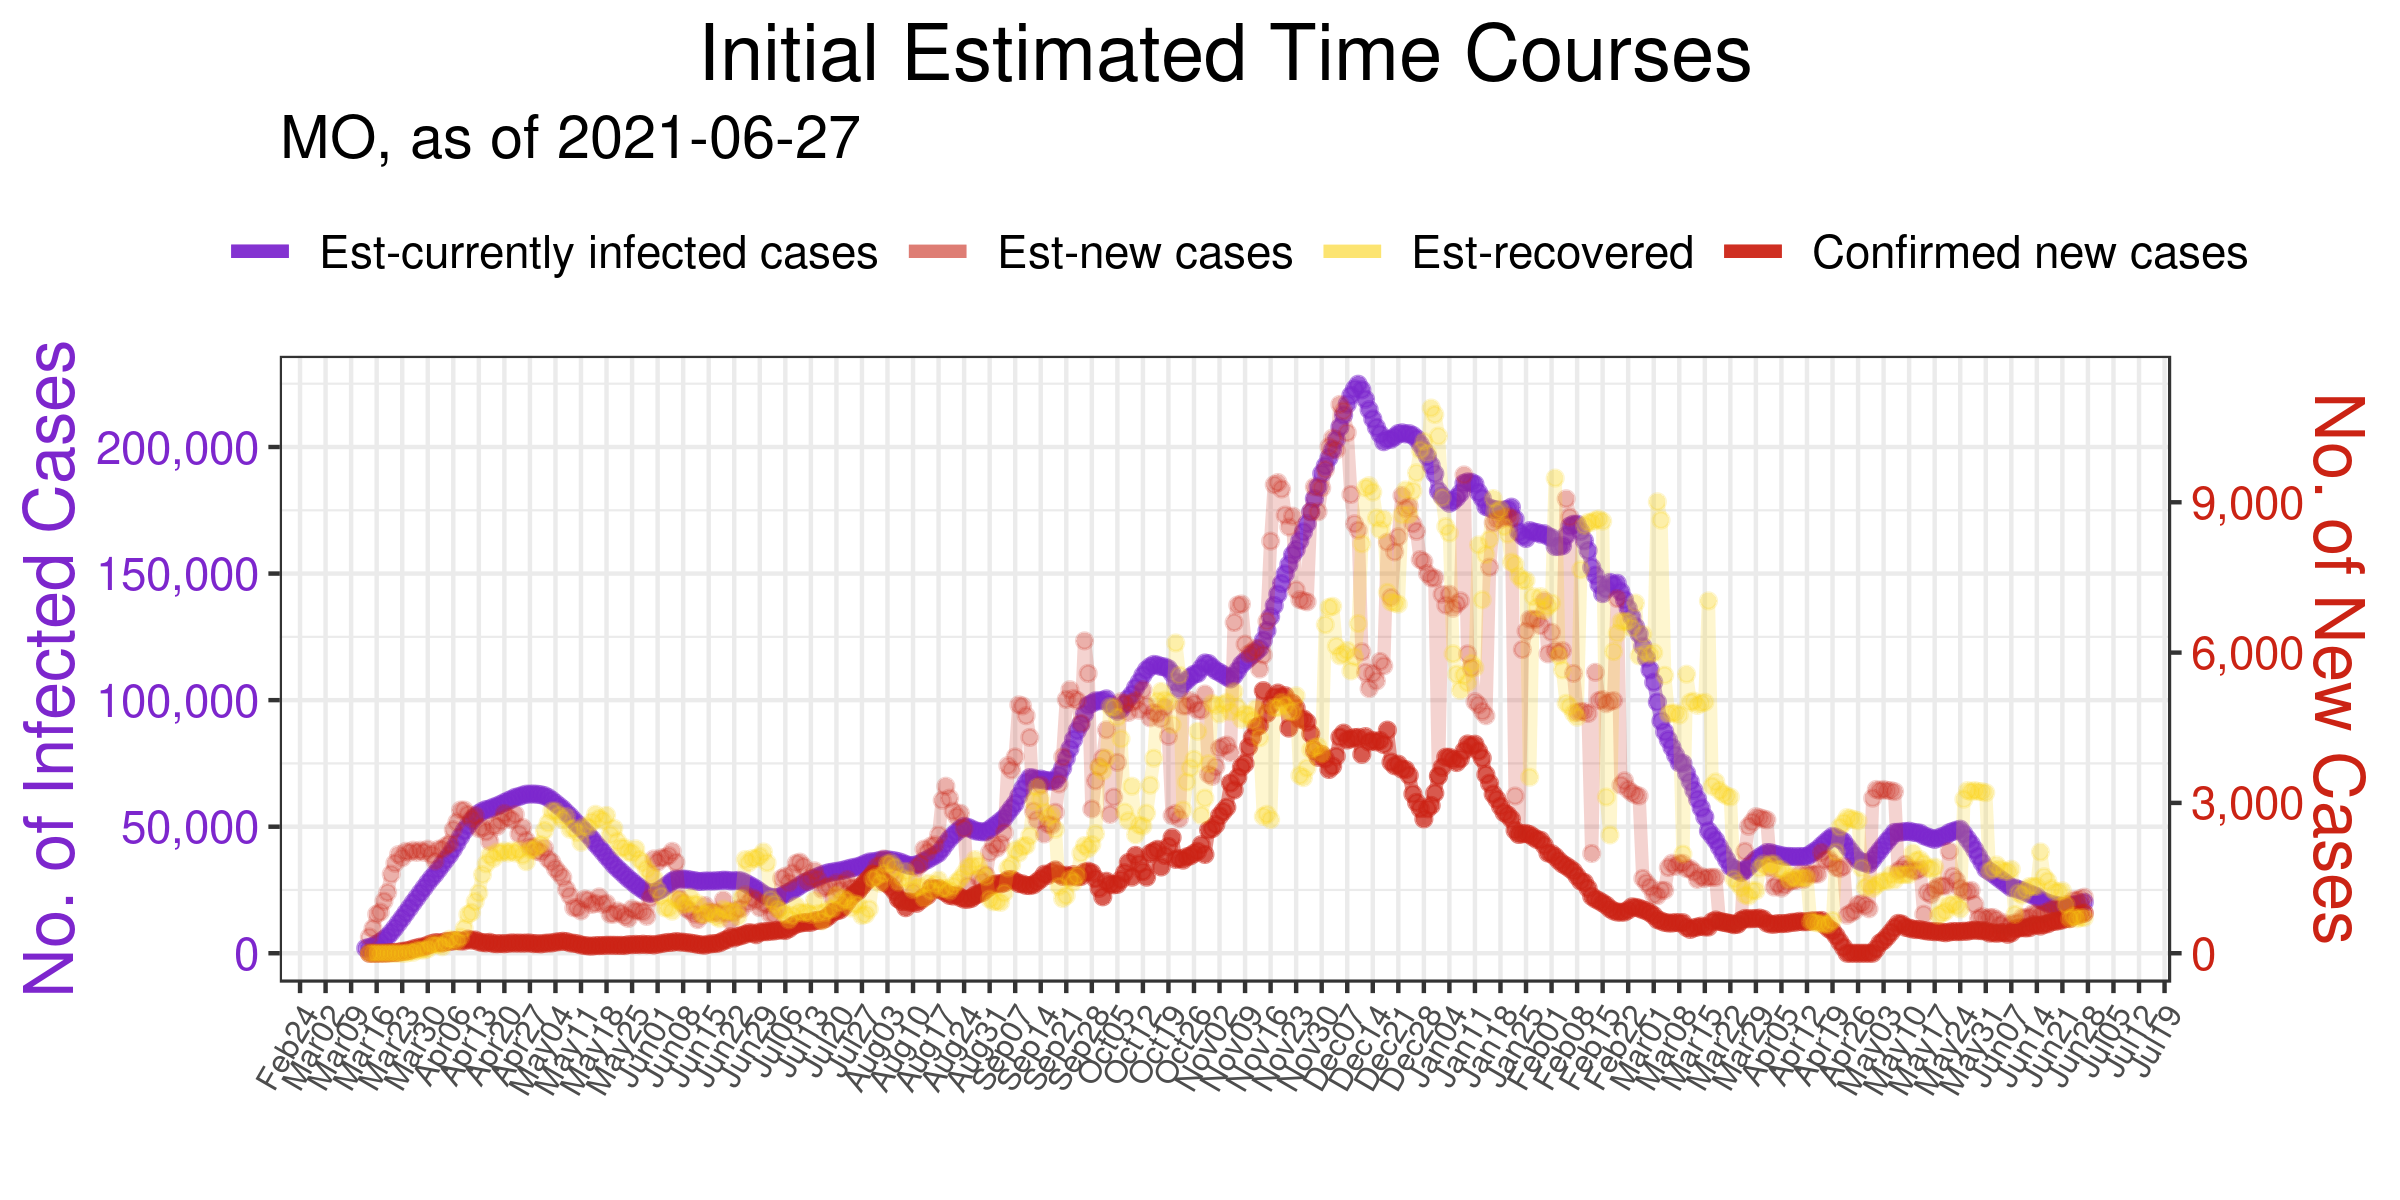 Initial Estimated Time Courses
MO, as of 2021-06-27
Est-currently infected cases
Est-new cases
Est-recovered
Confirmed new cases
No. of Infected Cases
200,000
150,000
100,000
50,000
0
9,000
6,000
3,000
0
No. of New Cases
Feb24
Mar02
Mar09
Mar16
Mar23
Mar30
Apr06
Apr13
Apr20
Apr27
May04
May11
May18
May25
Jun01
Jun08
Jun15
Jun22
Jun29
Jul06
Jul13
Jul20
Jul27
Aug03
Aug10
Aug17
Aug24
Aug31
Sep07
Sep14
Sep21
Sep28
Oct05
Oct12
Oct19
Oct26
Nov02
Nov09
Nov16
Nov23
Nov30
Dec07
Dec14
Dec21
Dec28
Jan04
Jan11
Jan18
Jan25
Feb01
Feb08
Feb15
Feb22
Mar01
Mar08
Mar15
Mar22
Mar29
Apr05
Apr12
Apr19
Apr26
May03
May10
May17
May24
May31
Jun07
Jun14
Jun21
Jun28
Jul05
Jul12
Jul19